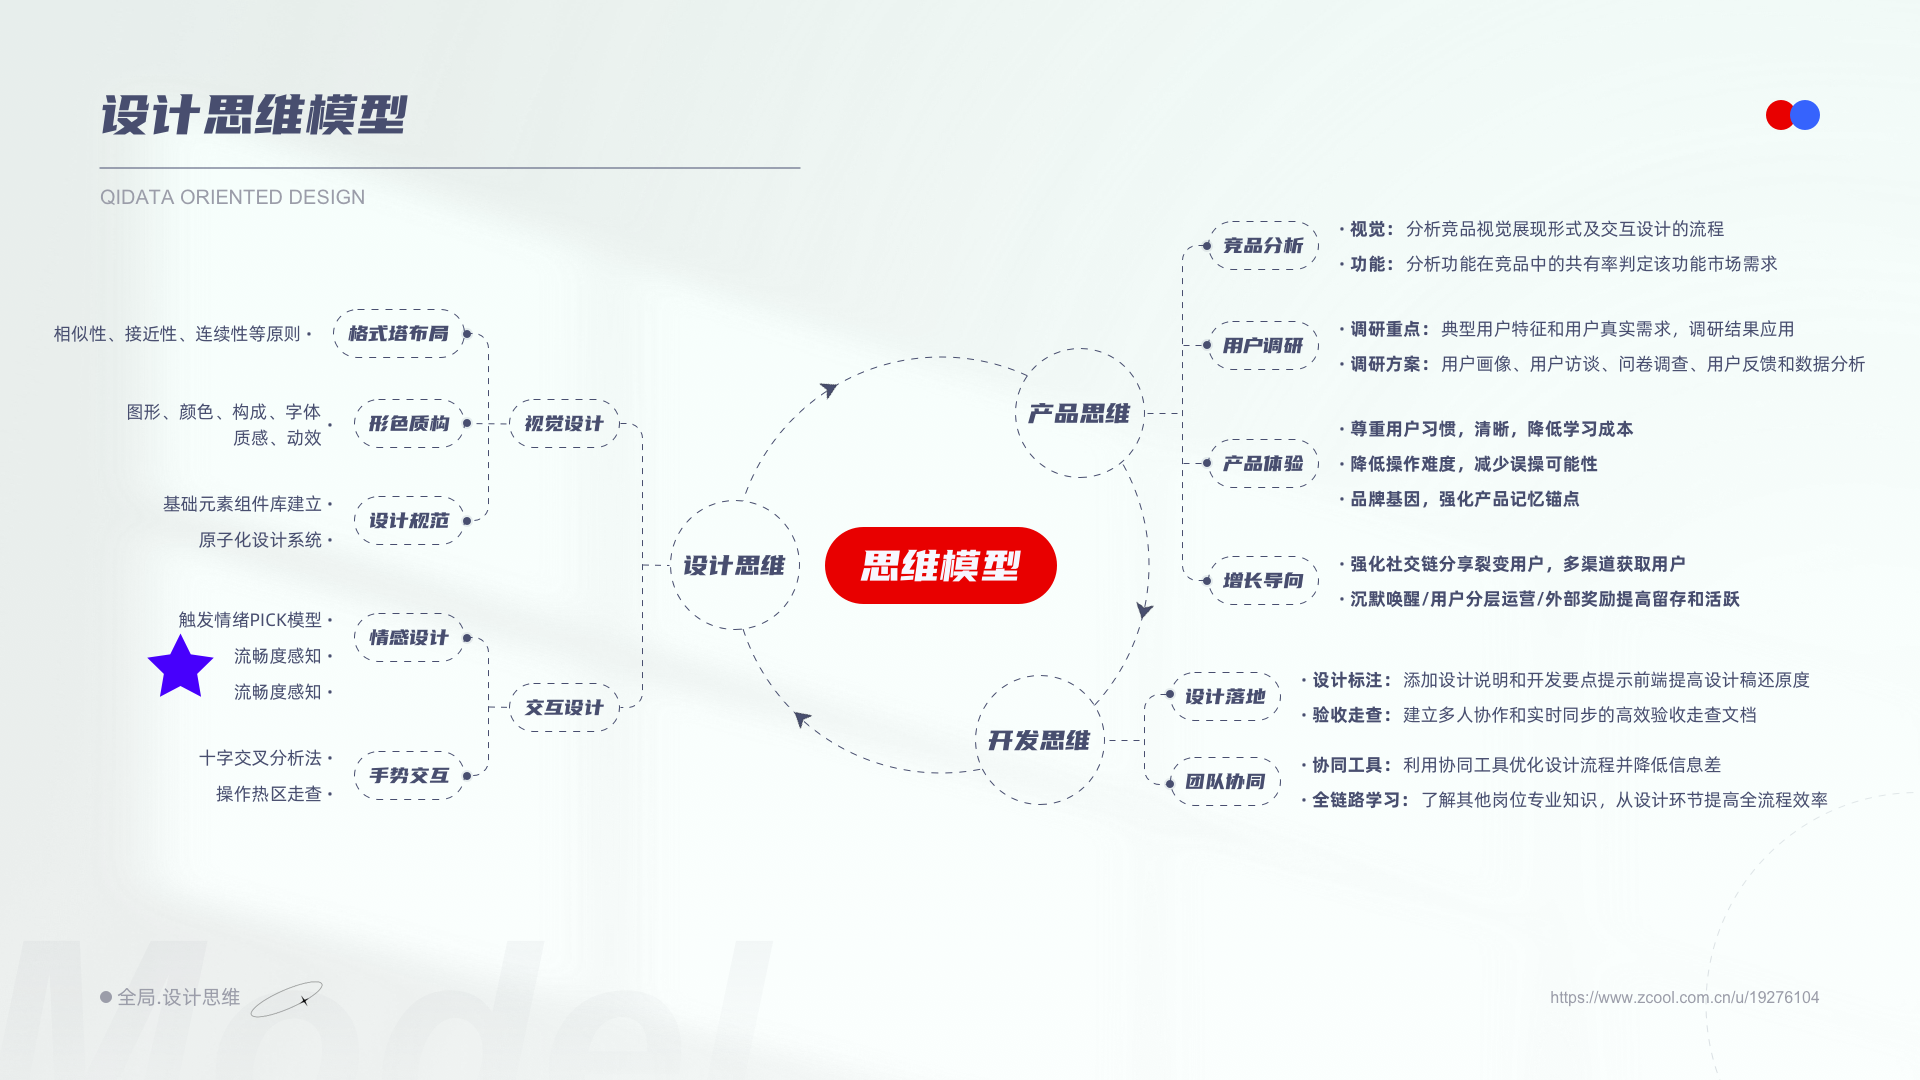 设计思维模型
QIDATA ORIENTED DESIGN
相似性、接近性、连续性等原则 •
格式塔布局
图形、颜色、构成、字体
质感、动效 •
形色质构
视觉设计
基础元素组件库建立 •
原子化设计系统 •
设计规范
触发情绪PICK模型 •
流畅度感知 •
流畅度感知 •
情感设计
交互设计
十字交叉分析法 •
操作热区走查 •
手势交互
设计思维
思维模型
产品思维
竞品分析
• 视觉：分析竞品视觉展现形式及交互设计的流程
• 功能：分析功能在竞品中的共有率判定该功能市场需求
用户调研
• 调研重点：典型用户特征和用户真实需求，调研结果应用
• 调研方案：用户画像、用户访谈、问卷调查、用户反馈和数据分析
产品体验
• 尊重用户习惯，清晰，降低学习成本
• 降低操作难度，减少误操可能性
• 品牌基因，强化产品记忆锚点
增长导向
• 强化社交链分享裂变用户，多渠道获取用户
• 沉默唤醒/用户分层运营/外部奖励提高留存和活跃
开发思维
设计落地
• 设计标注：添加设计说明和开发要点提示前端提高设计稿还原度
• 验收走查：建立多人协作和实时同步的高效验收走查文档
团队协同
• 协同工具：利用协同工具优化设计流程并降低信息差
• 全链路学习：了解其他岗位专业知识，从设计环节提高全流程效率
Model
全局.设计思维
https://www.zcool.com.cn/u/19276104